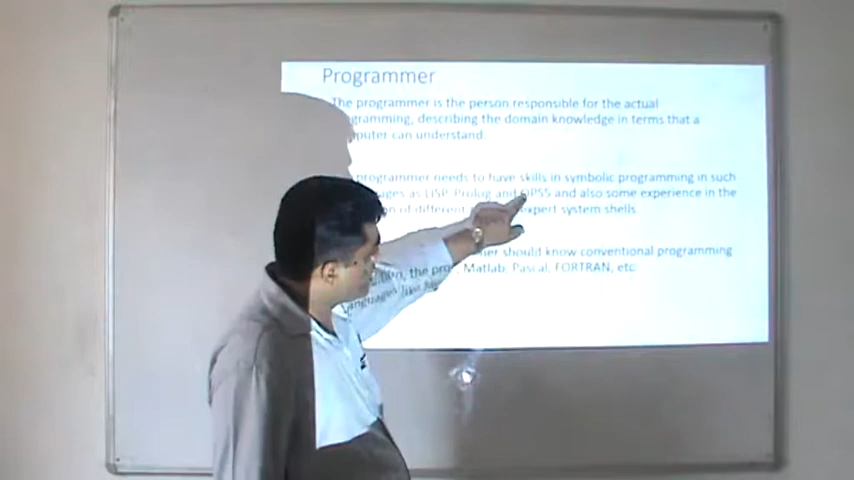 Programmer
The programmer is the person responsible for the actual
programming, describing the domain knowledge in terms that a
computer can understand.
programmer needs to have skills in symbolic programming in such
as LISP, Prolog and OPS5 and also some experience in the
of different expert system shells.
the should know conventional programming
languages like Matlab, Pascal, FORTRAN, etc.